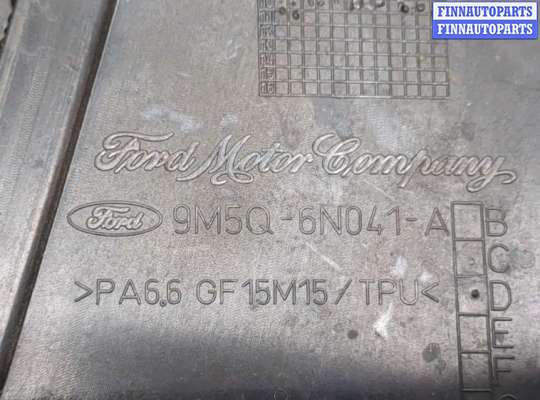 FINNAUTOPARTS
FINNAUTOPARTS
Ford Motor Company
Ford 9M5Q-6N041-A B
C
>PA6.6 GF15M15/TPU< D
E
F